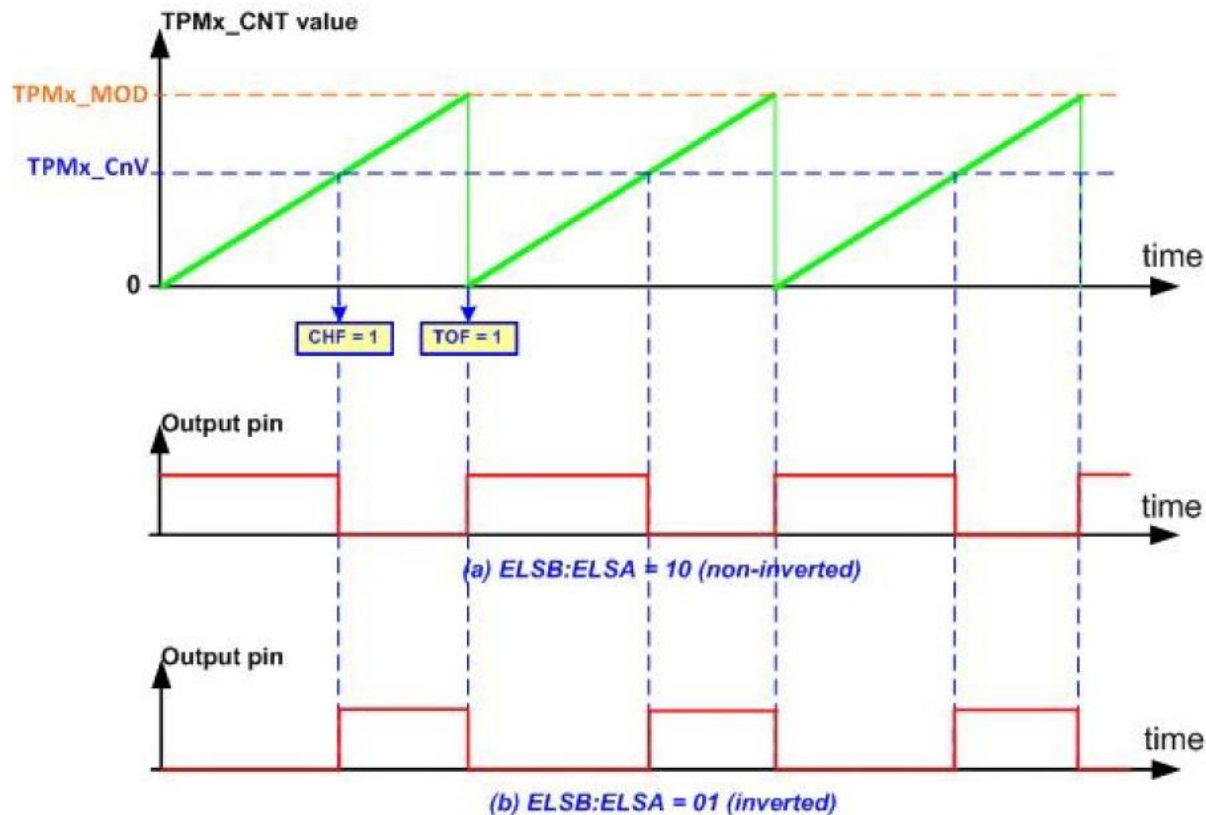 TPMx_CNT value
TPMx_MOD
TPMx_CnV
time
0
CHF = 1
TOF = 1
Output pin
time
(a) ELSB:ELSA = 10 (non-inverted)
Output pin
time
(b) ELSB:ELSA = 01 (inverted)